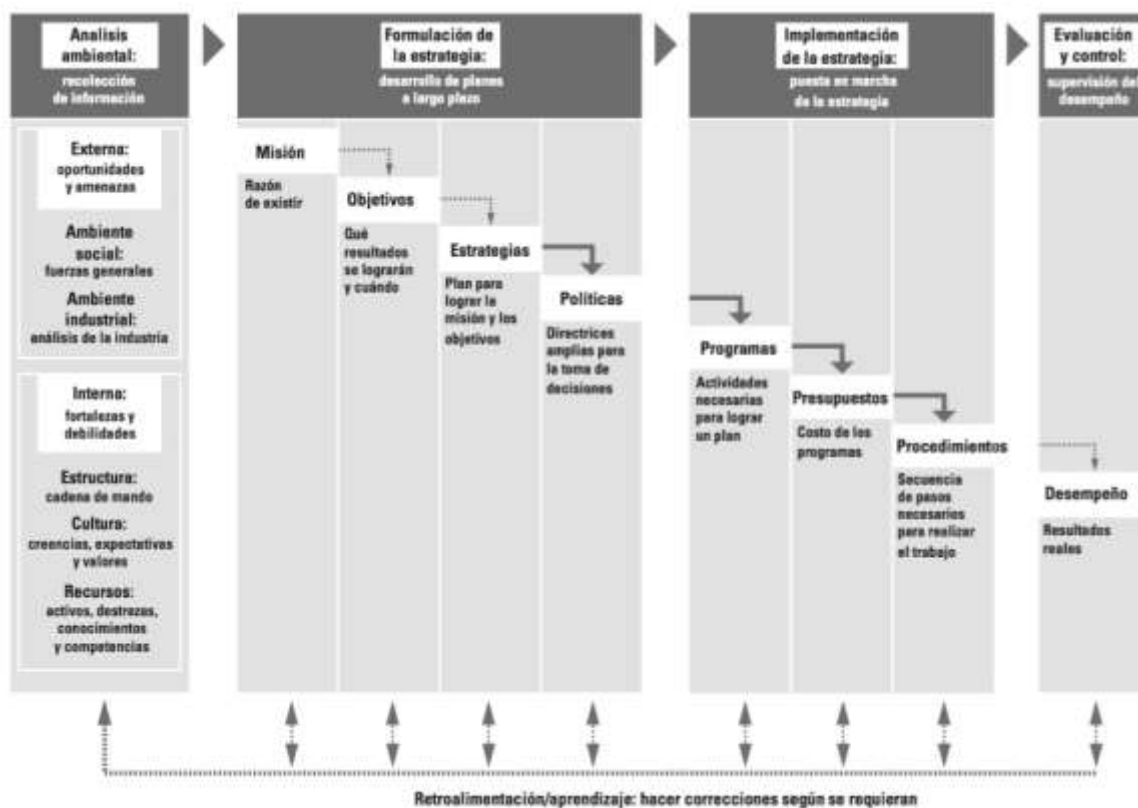 Analisis
ambiental:
recolección
de información
Formulación de
la estrategia:
desarrollo de planes
a largo plazo
Implementación
de la estrategia:
puesta en marcha
de la estrategia
Evaluación
y control:
supervisión del
desempeño
Externa:
oportunidades
y amenazas
Ambiente
social:
fuerzas generales
Ambiente
industrial:
análisis de la industria
Interna:
fortalezas y
debilidades
Estructura:
cadena de mando
Cultura:
creencias, expectativas
y valores
Recursos:
activos, destrezas,
conocimientos
y competencias
Misión
Razón
de existir
Objetivos
Qué
resultados
se lograrán
y cuándo
Estrategias
Plan para
lograr la
misión y los
objetivos
Políticas
Directrices
amplias para
la toma de
decisiones
Programas
Actividades
necesarias
para lograr
un plan
Presupuestos
Costo de los
programas
Procedimientos
Secuencia
de pasos
necesarios
para realizar
el trabajo
Desempeño
Resultados
reales
Retroalimentación/aprendizaje: hacer correcciones según se requieran